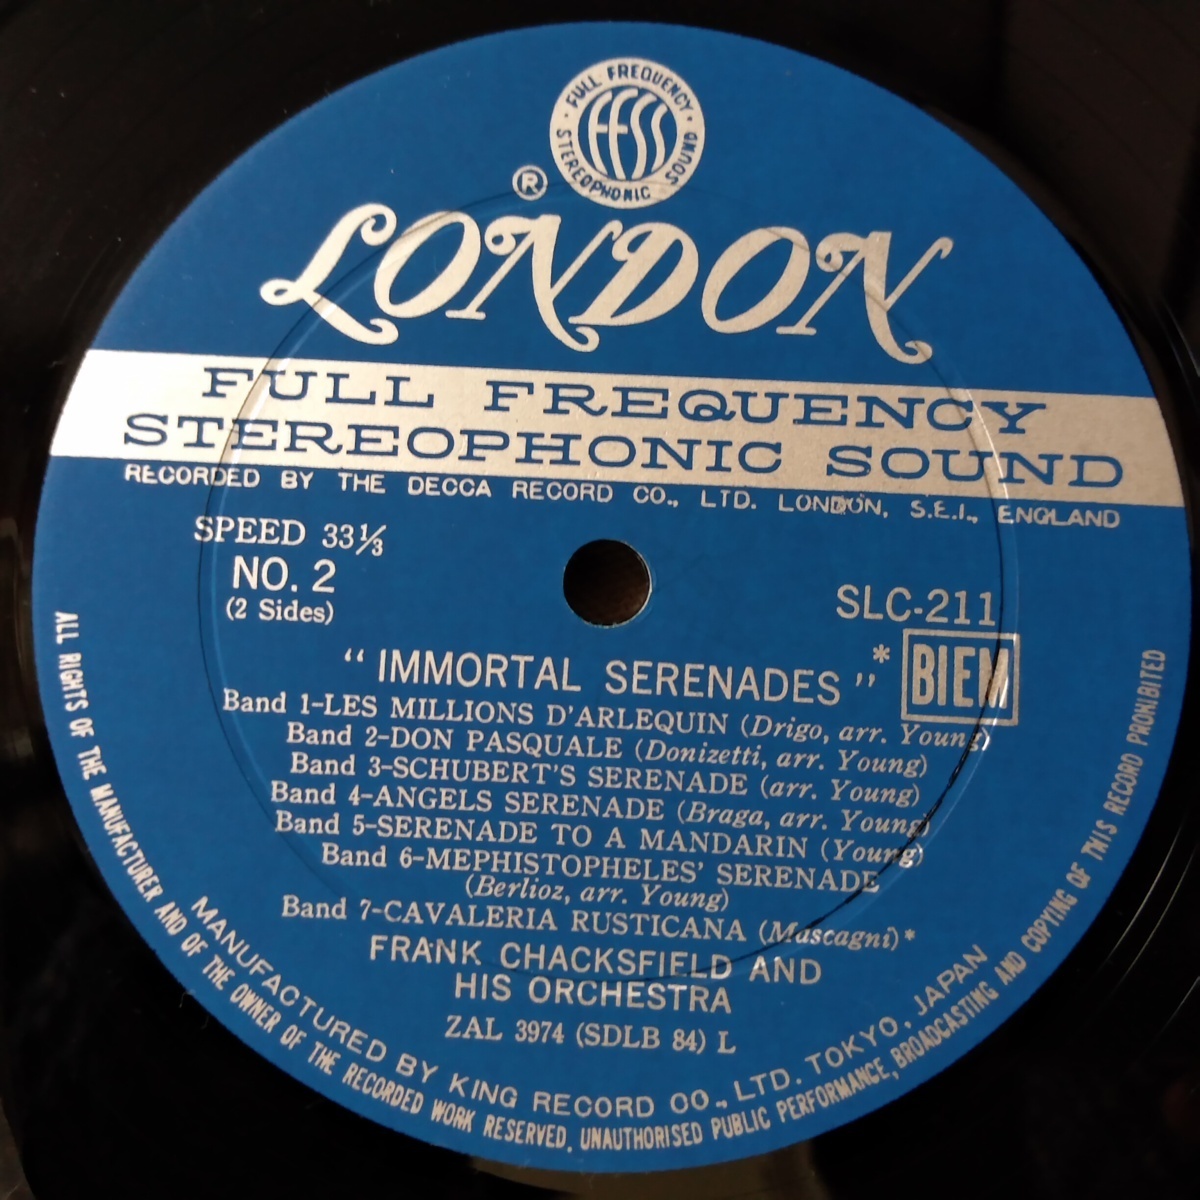 FULL FREQUENCY
STEREOPHONIC SOUND
FFSS
®
LONDON
FULL FREQUENCY
STEREOPHONIC SOUND
RECORDED BY THE DECCA RECORD CO., LTD. LONDON, S.E.I., ENGLAND
SPEED 33⅓
NO. 2
(2 Sides)
SLC-211
BIEM
“ IMMORTAL SERENADES ” *
Band 1-LES MILLIONS D'ARLEQUIN (Drigo, arr. Young)
Band 2-DON PASQUALE (Donizetti, arr. Young)
Band 3-SCHUBERT'S SERENADE (arr. Young)
Band 4-ANGELS SERENADE (Braga, arr. Young)
Band 5-SERENADE TO A MANDARIN (Young)
Band 6-MEPHISTOPHELES' SERENADE
(Berlioz, arr. Young)
Band 7-CAVALERIA RUSTICANA (Mascagni)*
FRANK CHACKSFIELD AND
HIS ORCHESTRA
ZAL 3974 (SDLB 84) L
MANUFACTURED BY KING RECORD CO., LTD. TOKYO, JAPAN
ALL RIGHTS OF THE MANUFACTURER AND OF THE OWNER OF THE RECORDED WORK RESERVED. UNAUTHORISED PUBLIC PERFORMANCE, BROADCASTING AND COPYING OF THIS RECORD PROHIBITED